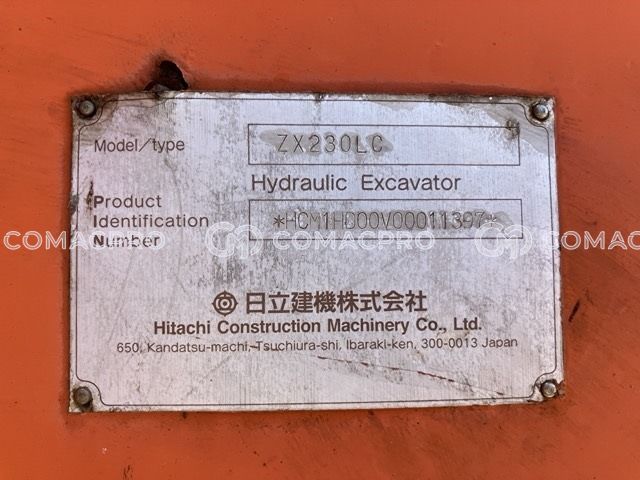 Model/type ZX230LC
Hydraulic Excavator
Product
Identification *HCM1HD00V00011397*
Number
COMACPRO COMACPRO COMACPRO
日立建機株式会社
Hitachi Construction Machinery Co., Ltd.
650, Kandatsu-machi, Tsuchiura-shi, Ibaraki-ken, 300-0013 Japan